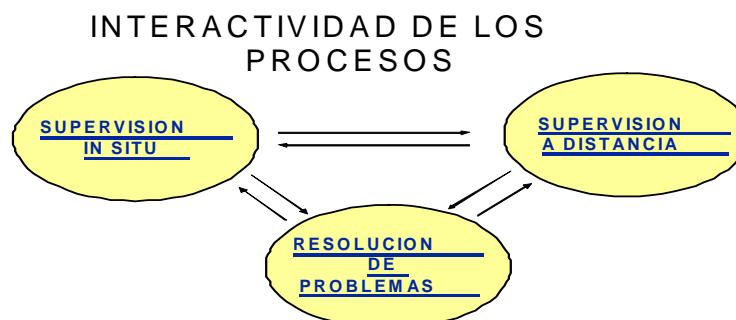 INTERACTIVIDAD DE LOS
PROCESOS
SUPERVISION
IN SITU
SUPERVISION
A DISTANCIA
RESOLUCION
DE
PROBLEMAS